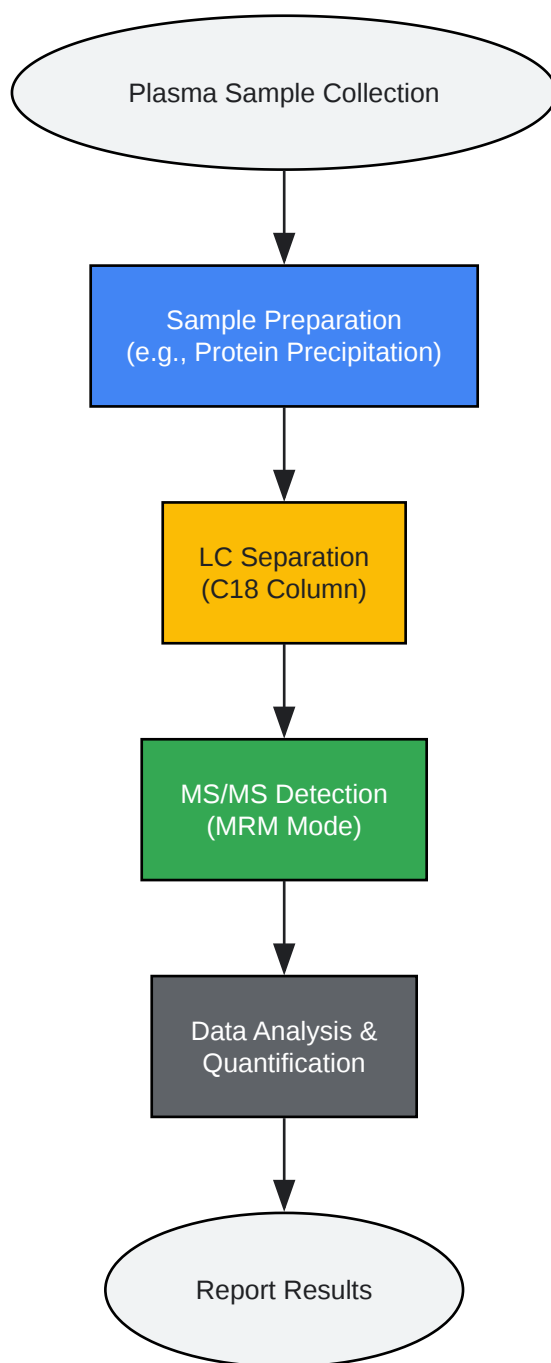 Plasma Sample Collection
Sample Preparation
(e.g., Protein Precipitation)
LC Separation
(C18 Column)
MS/MS Detection
(MRM Mode)
Data Analysis &
Quantification
Report Results